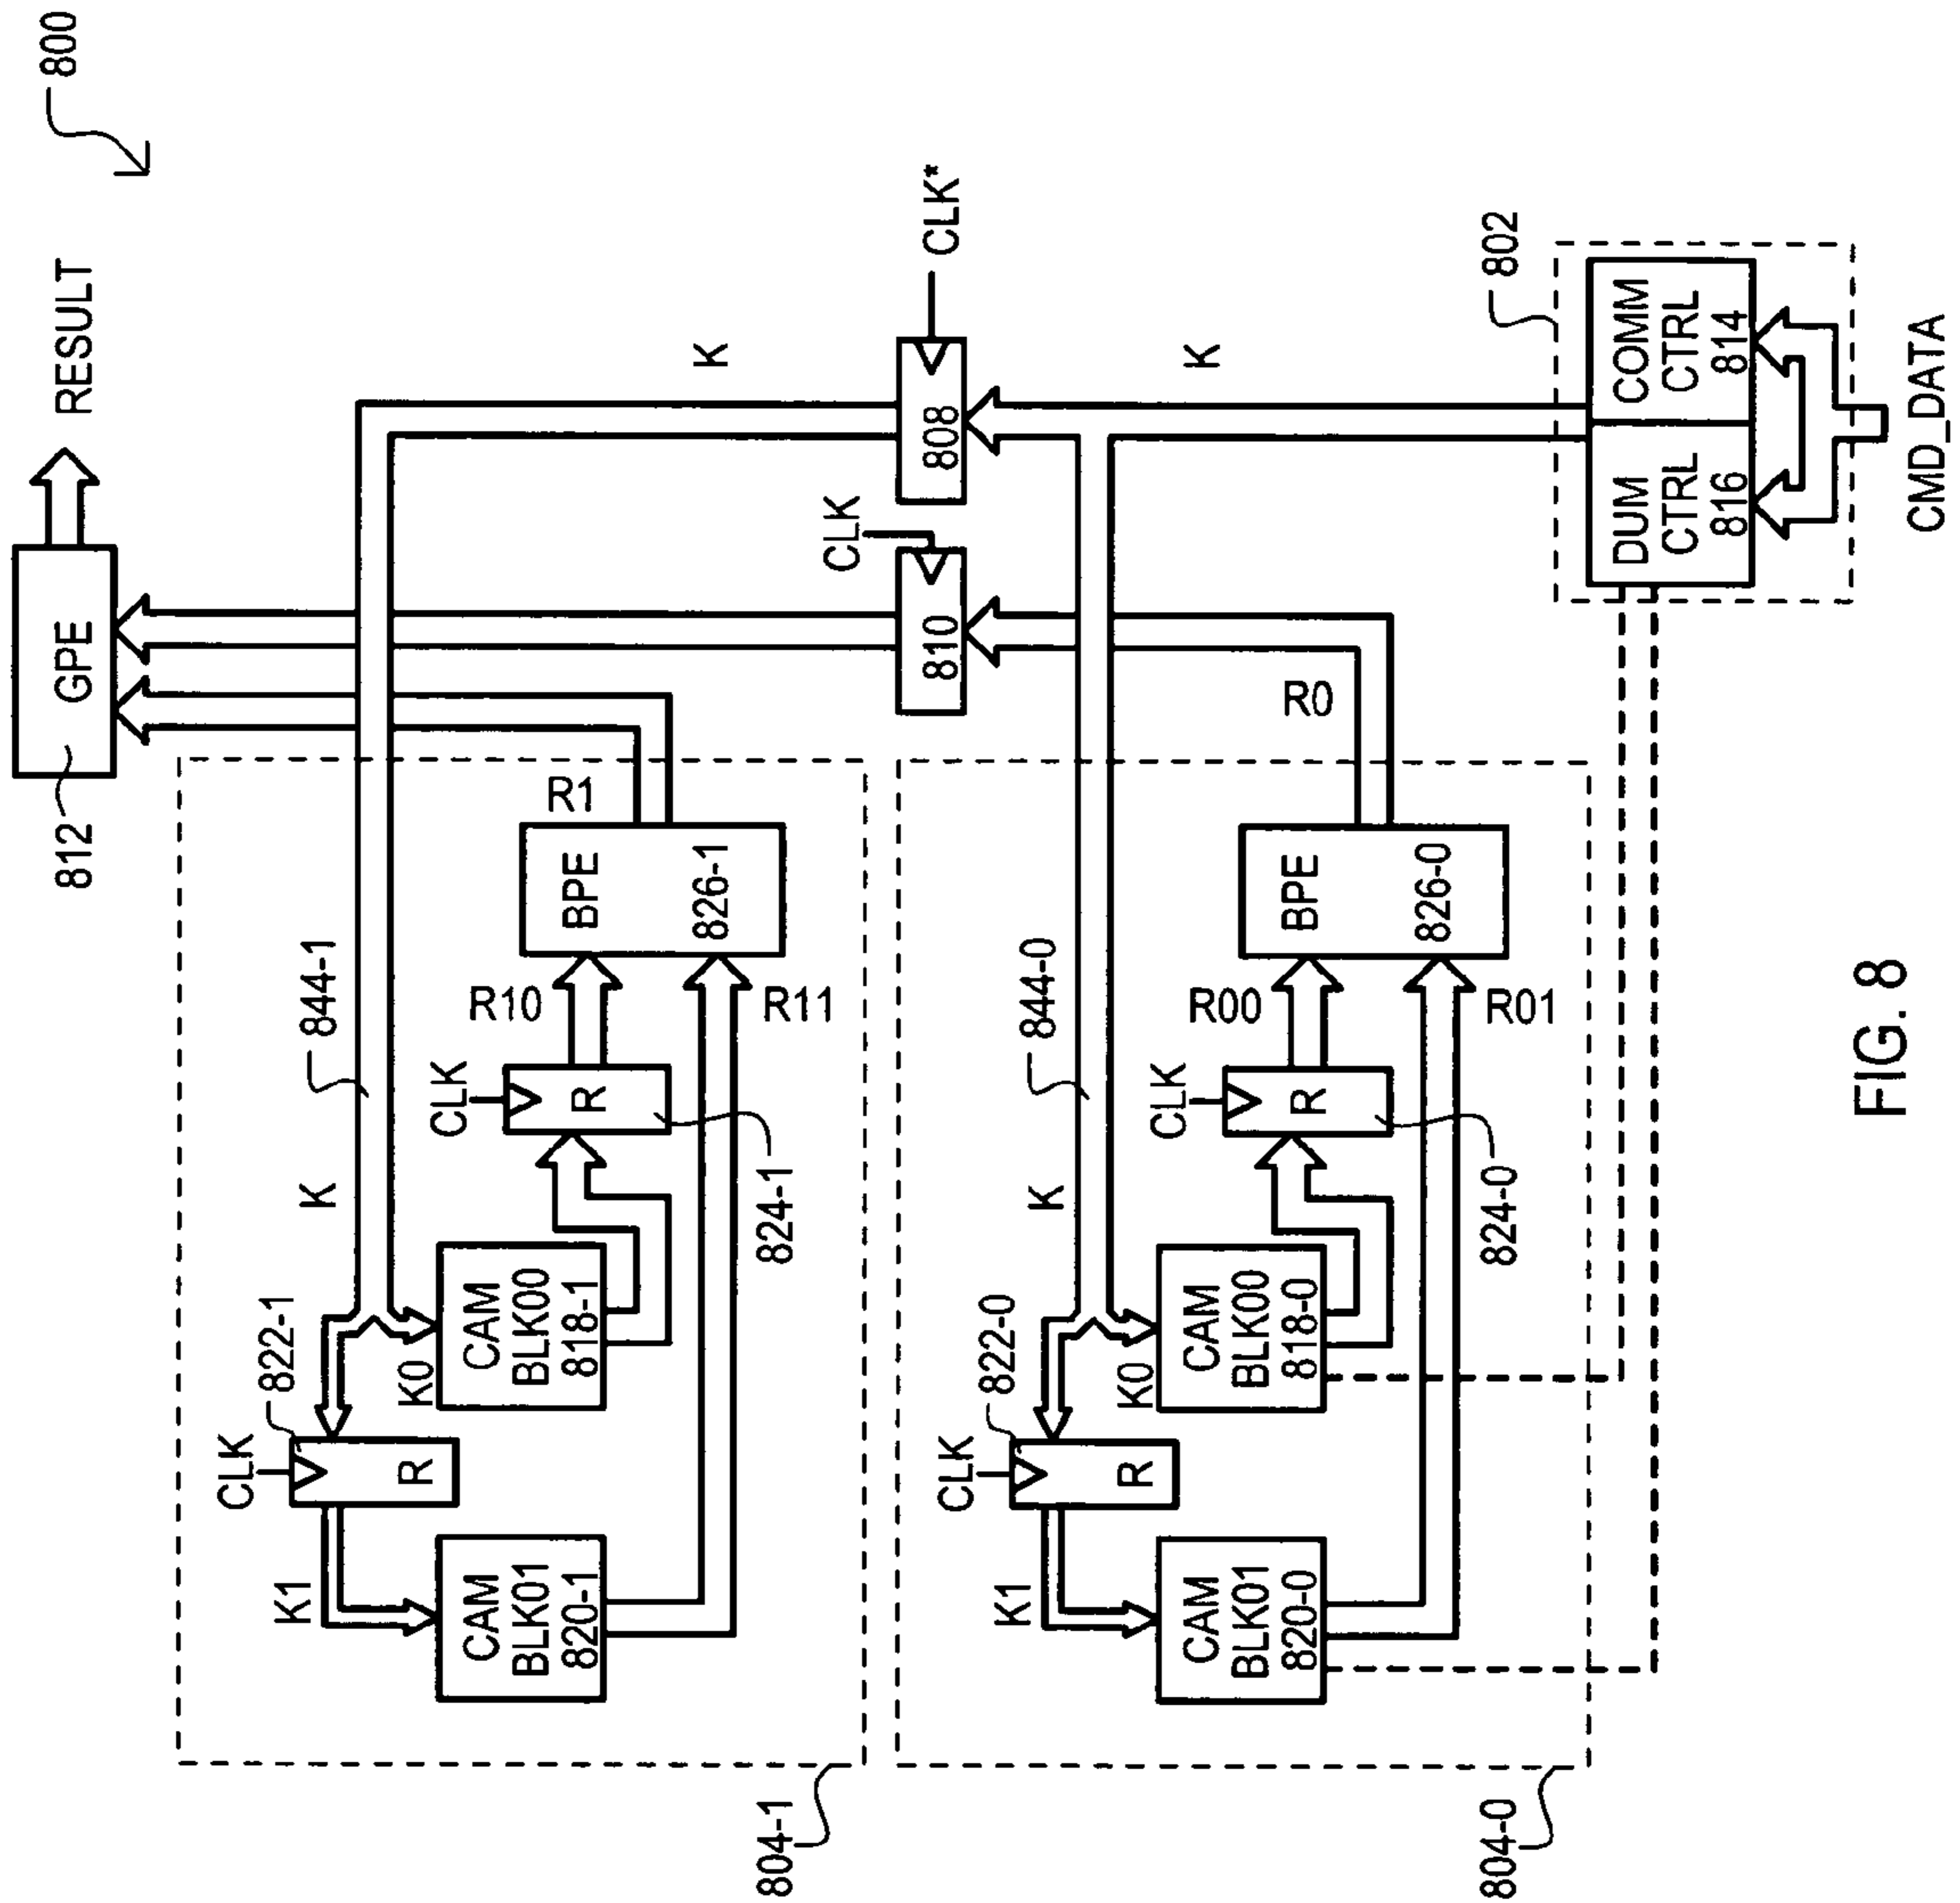 800
RESULT
GPE
812
K
CLK*
808
CLK
810
K
802
COMM
CTRL
814
DUM
CTRL
816
CMD_DATA
844-1
K
R1
BPE
826-1
R10
R11
CLK
R
824-1
822-1
CLK
R
K0
CAM
BLK00
818-1
K1
CAM
BLK01
820-1
804-1
844-0
K
R0
BPE
826-0
R00
R01
CLK
R
824-0
822-0
CLK
R
K0
CAM
BLK00
818-0
K1
CAM
BLK01
820-0
804-0
FIG. 8